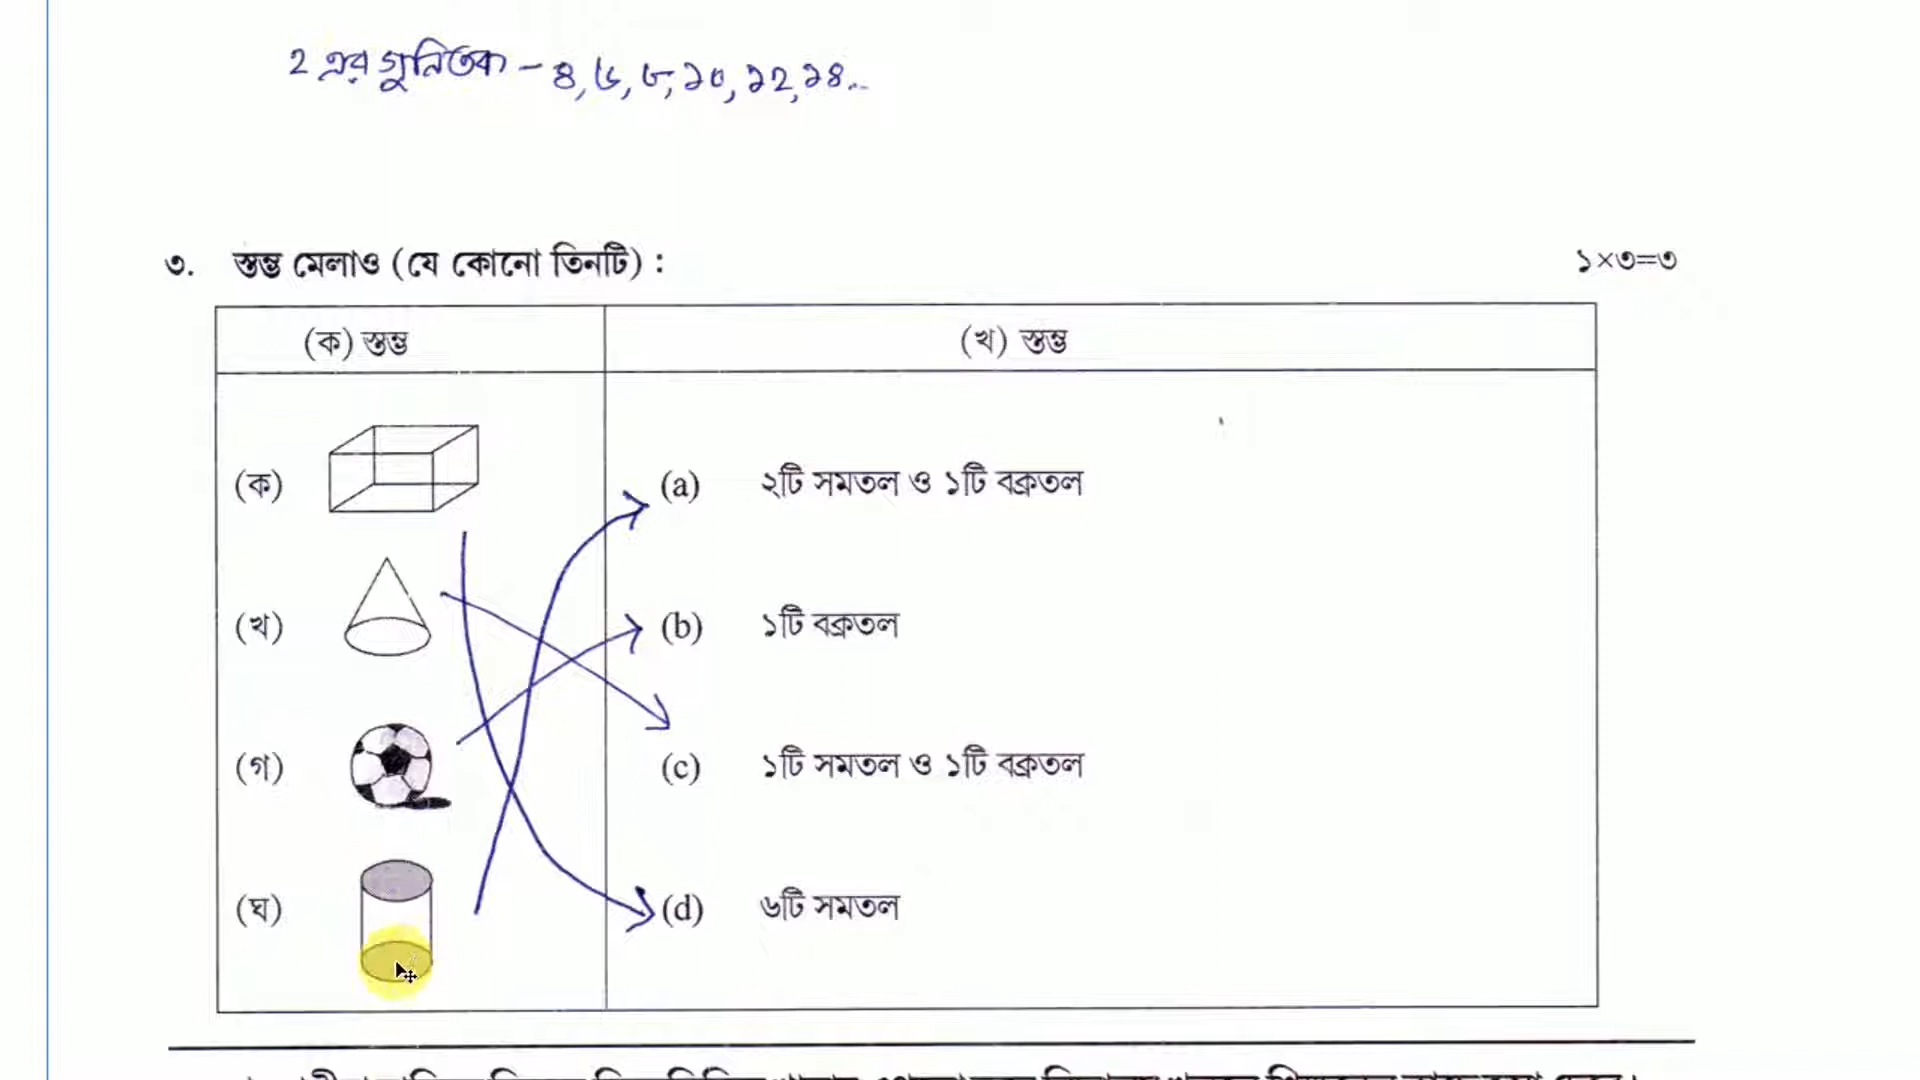 ২ এর গুনিতক - ৪, ৬, ৮, ১০, ১২, ১৪..
৩. স্তম্ভ মেলাও (যে কোনো তিনটি) : ১×৩=৩
(ক) স্তম্ভ (খ) স্তম্ভ
(ক) (a) ২টি সমতল ও ১টি বক্রতল
(খ) (b) ১টি বক্রতল
(গ) (c) ১টি সমতল ও ১টি বক্রতল
(ঘ) (d) ৬টি সমতল